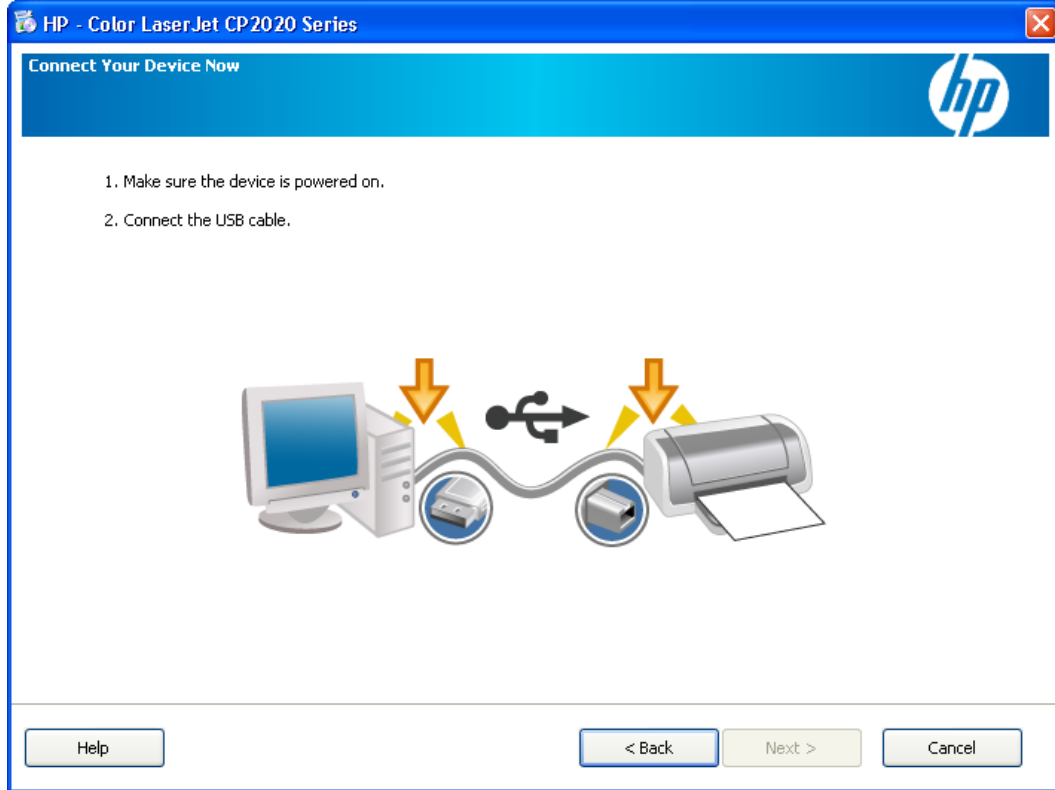 HP - Color LaserJet CP2020 Series
Connect Your Device Now
hp
1. Make sure the device is powered on.
2. Connect the USB cable.
Help
< Back
Next >
Cancel